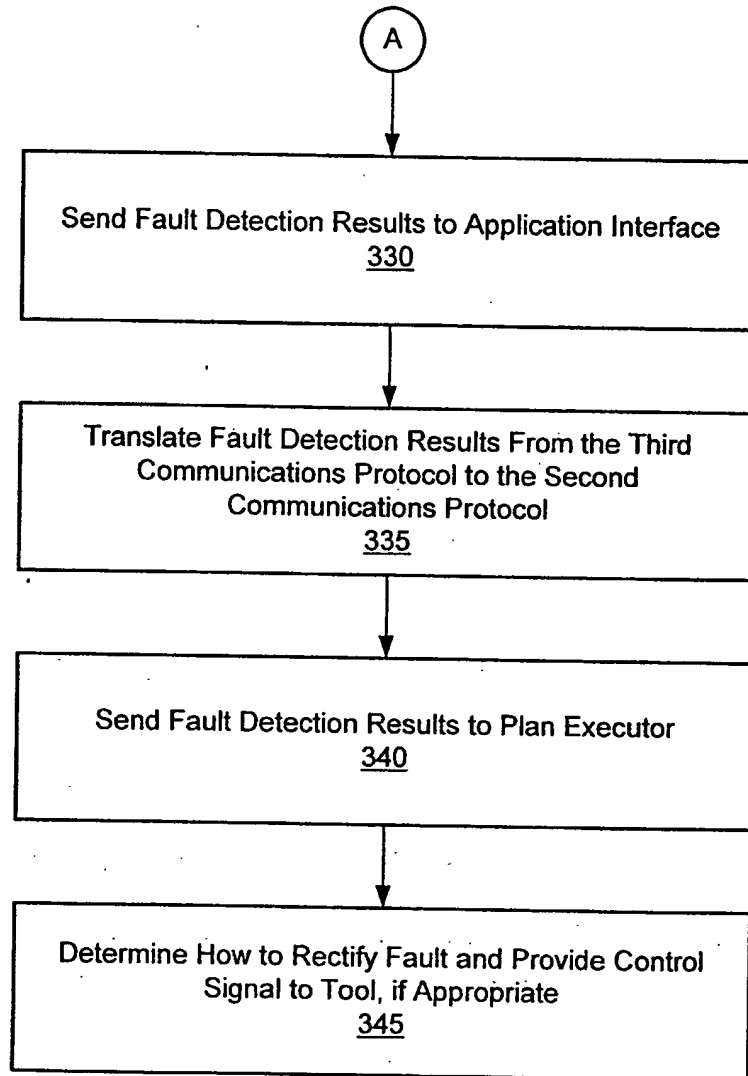 A
Send Fault Detection Results to Application Interface
330
Translate Fault Detection Results From the Third
Communications Protocol to the Second
Communications Protocol
335
Send Fault Detection Results to Plan Executor
340
Determine How to Rectify Fault and Provide Control
Signal to Tool, if Appropriate
345